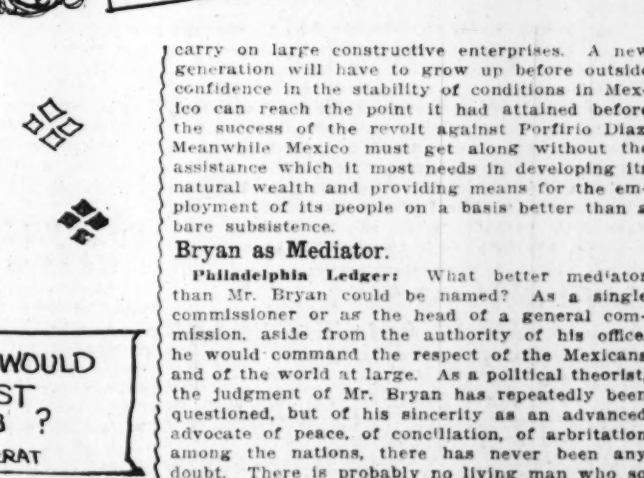 carry on large constructive enterprises. A new
generation will have to grow up before outside
confidence in the stability of conditions in Mex-
ico can reach the point it had attained before
the success of the revolt against Porfirio Diaz
Meanwhile Mexico must get along without the
assistance which it most needs in developing its
natural wealth and providing means for the em-
ployment of its people on a basis better than a
bare subsistence.
Bryan as Mediator.
Philadelphia Ledger: What better mediator
than Mr. Bryan could be named? As a single
commissioner or as the head of a general com-
mission, aside from the authority of his office,
he would command the respect of the Mexicans
and of the world at large. As a political theorist,
the judgment of Mr. Bryan has repeatedly been
questioned, but of his sincerity as an advanced
advocate of peace, of conciliation, of arbritation
among the nations, there has never been any
doubt. There is probably no living man who so
WOULD
ST
?
RAT